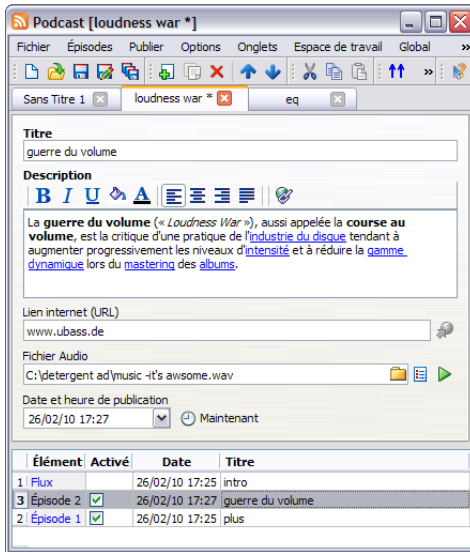 Podcast [loudness war *]
Fichier Épisodes Publier Options Onglets Espace de travail Global »
»
Sans Titre 1 loudness war * eq
Titre
guerre du volume
Description
B I U A
La guerre du volume (« Loudness War »), aussi appelée la course au
volume, est la critique d'une pratique de l'industrie du disque tendant à
augmenter progressivement les niveaux d'intensité et à réduire la gamme
dynamique lors du mastering des albums.
Lien internet (URL)
www.ubass.de
Fichier Audio
C:\detergent ad\music -it's awsome.wav
Date et heure de publication
26/02/10 17:27 Maintenant
Élément Activé Date Titre
1 Flux 26/02/10 17:25 intro
3 Épisode 2 26/02/10 17:27 guerre du volume
2 Épisode 1 26/02/10 17:25 plus